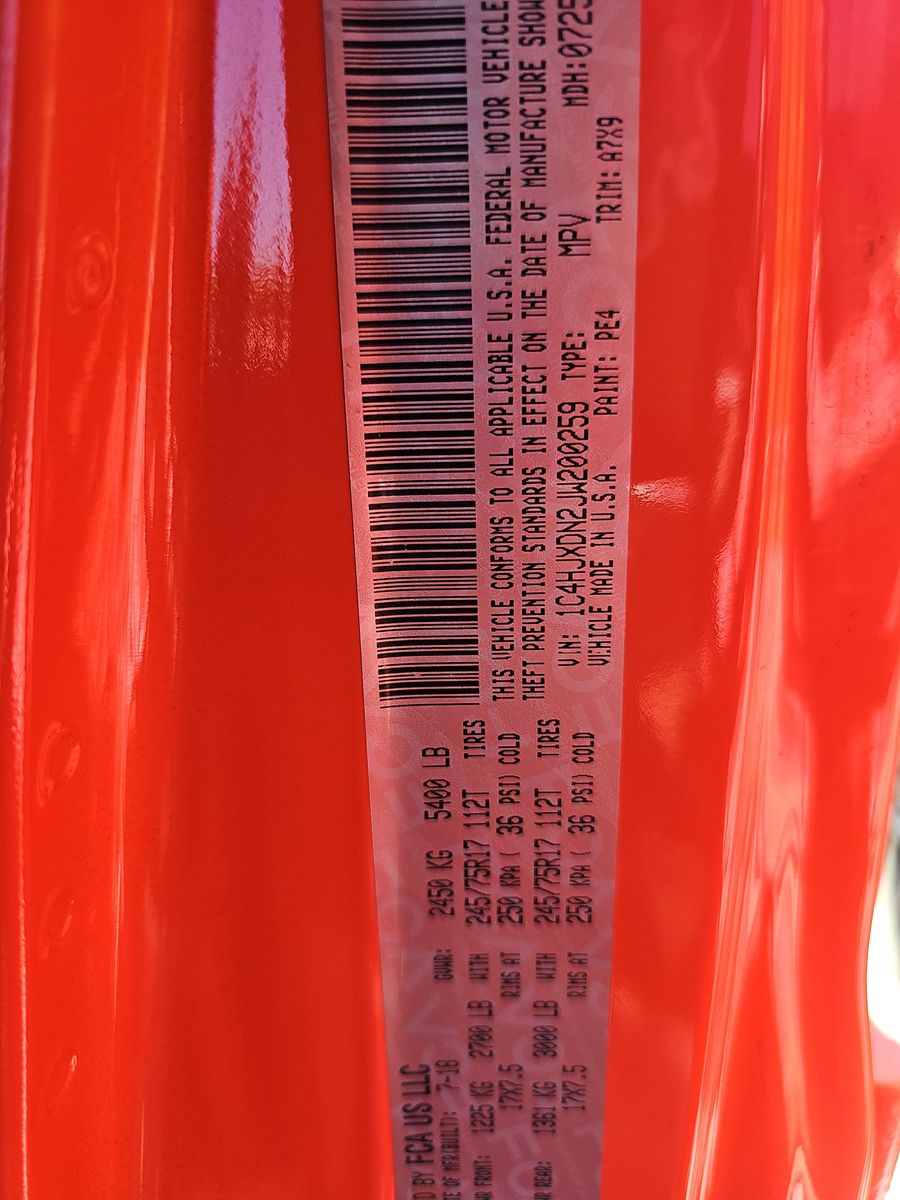 D BY FCA US LLC
TE OF MFR(BUILT): 7-18 GVWR: 2450 KG 5400 LB
FRONT: 1225 KG 2700 LB WITH 245/75R17 112T TIRES
17X7.5 RIMS AT 250 KPA ( 36 PSI) COLD
REAR: 1361 KG 3000 LB WITH 245/75R17 112T TIRES
17X7.5 RIMS AT 250 KPA ( 36 PSI) COLD
THIS VEHICLE CONFORMS TO ALL APPLICABLE U.S.A. FEDERAL MOTOR VEHICLE
THEFT PREVENTION STANDARDS IN EFFECT ON THE DATE OF MANUFACTURE SHOW
VIN: 1C4HJXDN2JW200259 TYPE: MPV MDH:0725
VEHICLE MADE IN U.S.A. PAINT: PE4 TRIM: A7X9